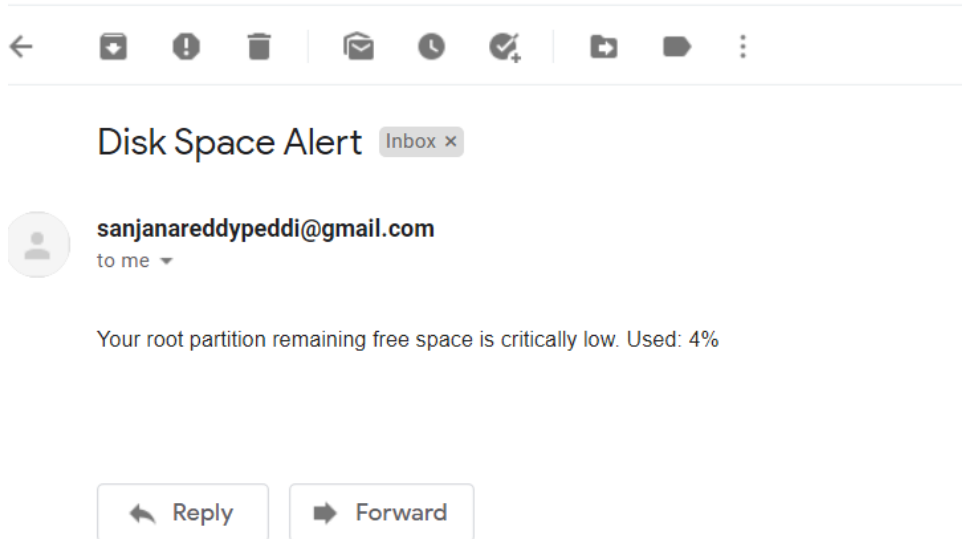 Disk Space Alert Inbox ×
sanjanareddypeddi@gmail.com
to me
Your root partition remaining free space is critically low. Used: 4%
Reply Forward